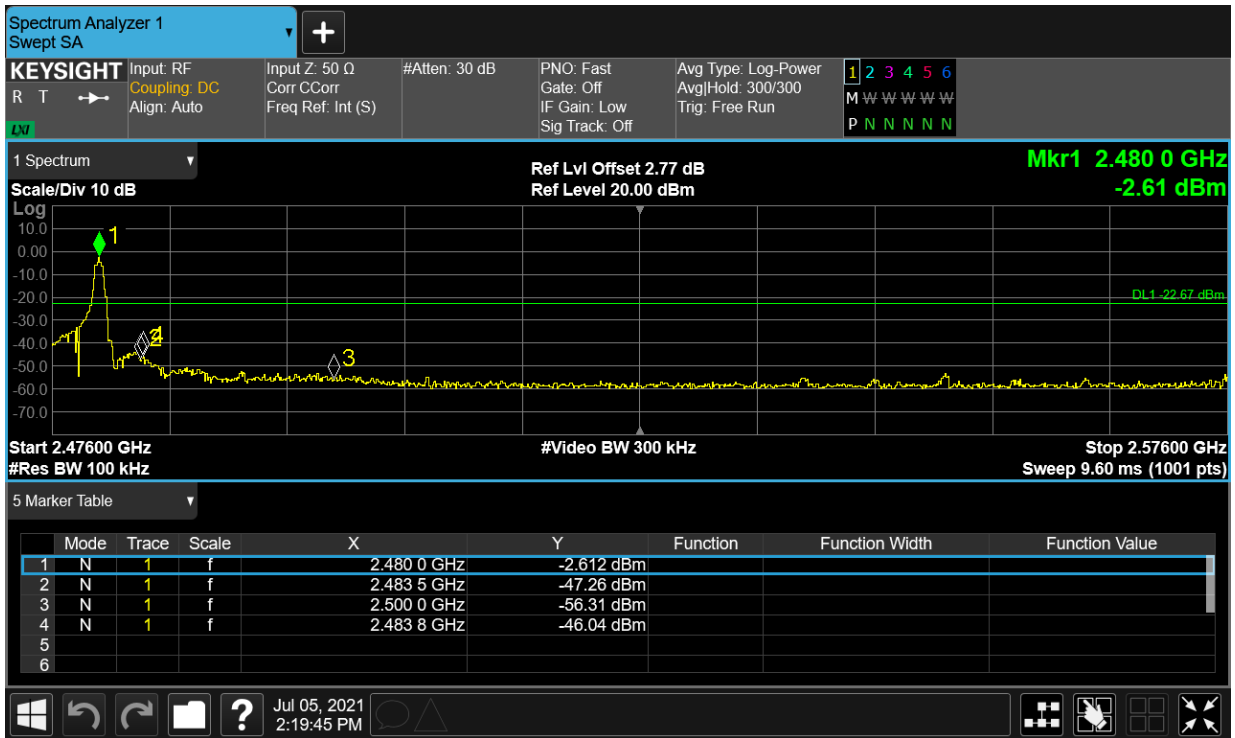 Spectrum Analyzer 1
Swept SA
+
KEYSIGHT
R T
LXI
Input: RF
Coupling: DC
Align: Auto
Input Z: 50 Ω
Corr CCorr
Freq Ref: Int (S)
#Atten: 30 dB
PNO: Fast
Gate: Off
IF Gain: Low
Sig Track: Off
Avg Type: Log-Power
Avg|Hold: 300/300
Trig: Free Run
1 2 3 4 5 6
M W W W W W
P N N N N N
1 Spectrum
Scale/Div 10 dB
Ref Lvl Offset 2.77 dB
Ref Level 20.00 dBm
Mkr1 2.480 0 GHz
-2.61 dBm
Log
10.0
0.00
-10.0
-20.0
-30.0
-40.0
-50.0
-60.0
-70.0
1
2
4
3
DL1 -22.67 dBm
Start 2.47600 GHz
#Res BW 100 kHz
#Video BW 300 kHz
Stop 2.57600 GHz
Sweep 9.60 ms (1001 pts)
5 Marker Table
Mode Trace Scale X Y Function Function Width Function Value
1 N 1 f 2.480 0 GHz -2.612 dBm
2 N 1 f 2.483 5 GHz -47.26 dBm
3 N 1 f 2.500 0 GHz -56.31 dBm
4 N 1 f 2.483 8 GHz -46.04 dBm
5
6
?
Jul 05, 2021
2:19:45 PM